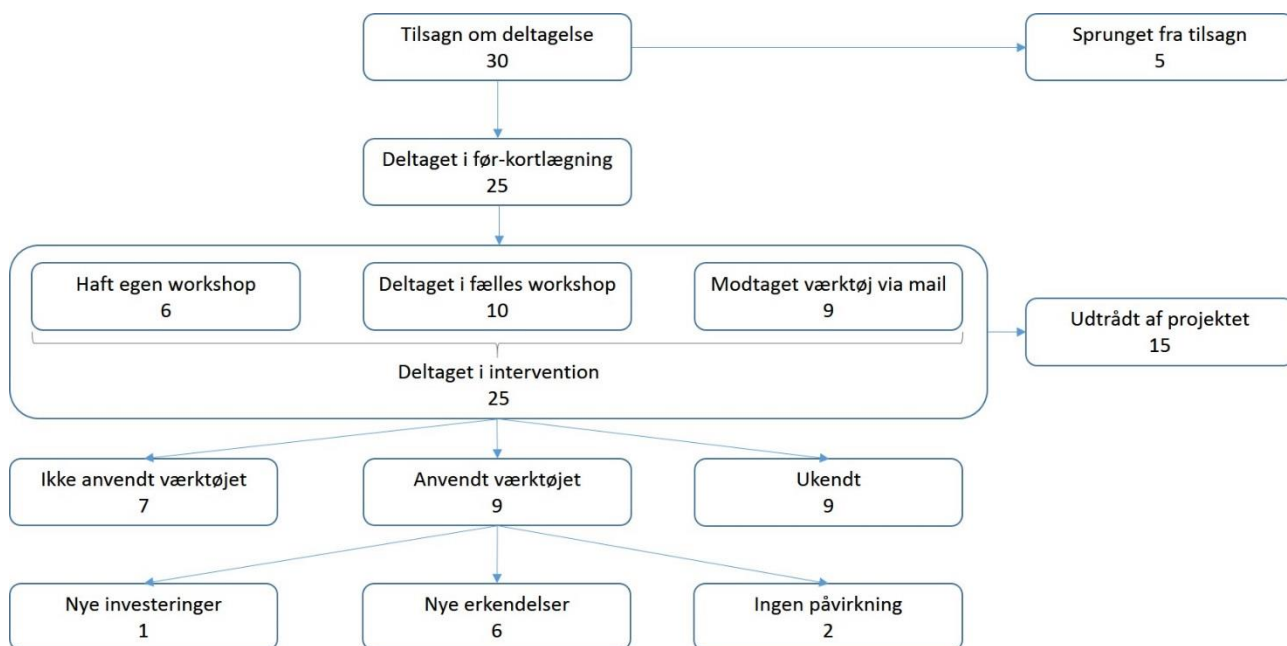 Tilsagn om deltagelse
30
Sprunget fra tilsagn
5
Deltaget i før-kortlægning
25
Haft egen workshop
6
Deltaget i fælles workshop
10
Modtaget værktøj via mail
9
Deltaget i intervention
25
Udtrådt af projektet
15
Ikke anvendt værktøjet
7
Anvendt værktøjet
9
Ukendt
9
Nye investeringer
1
Nye erkendelser
6
Ingen påvirkning
2